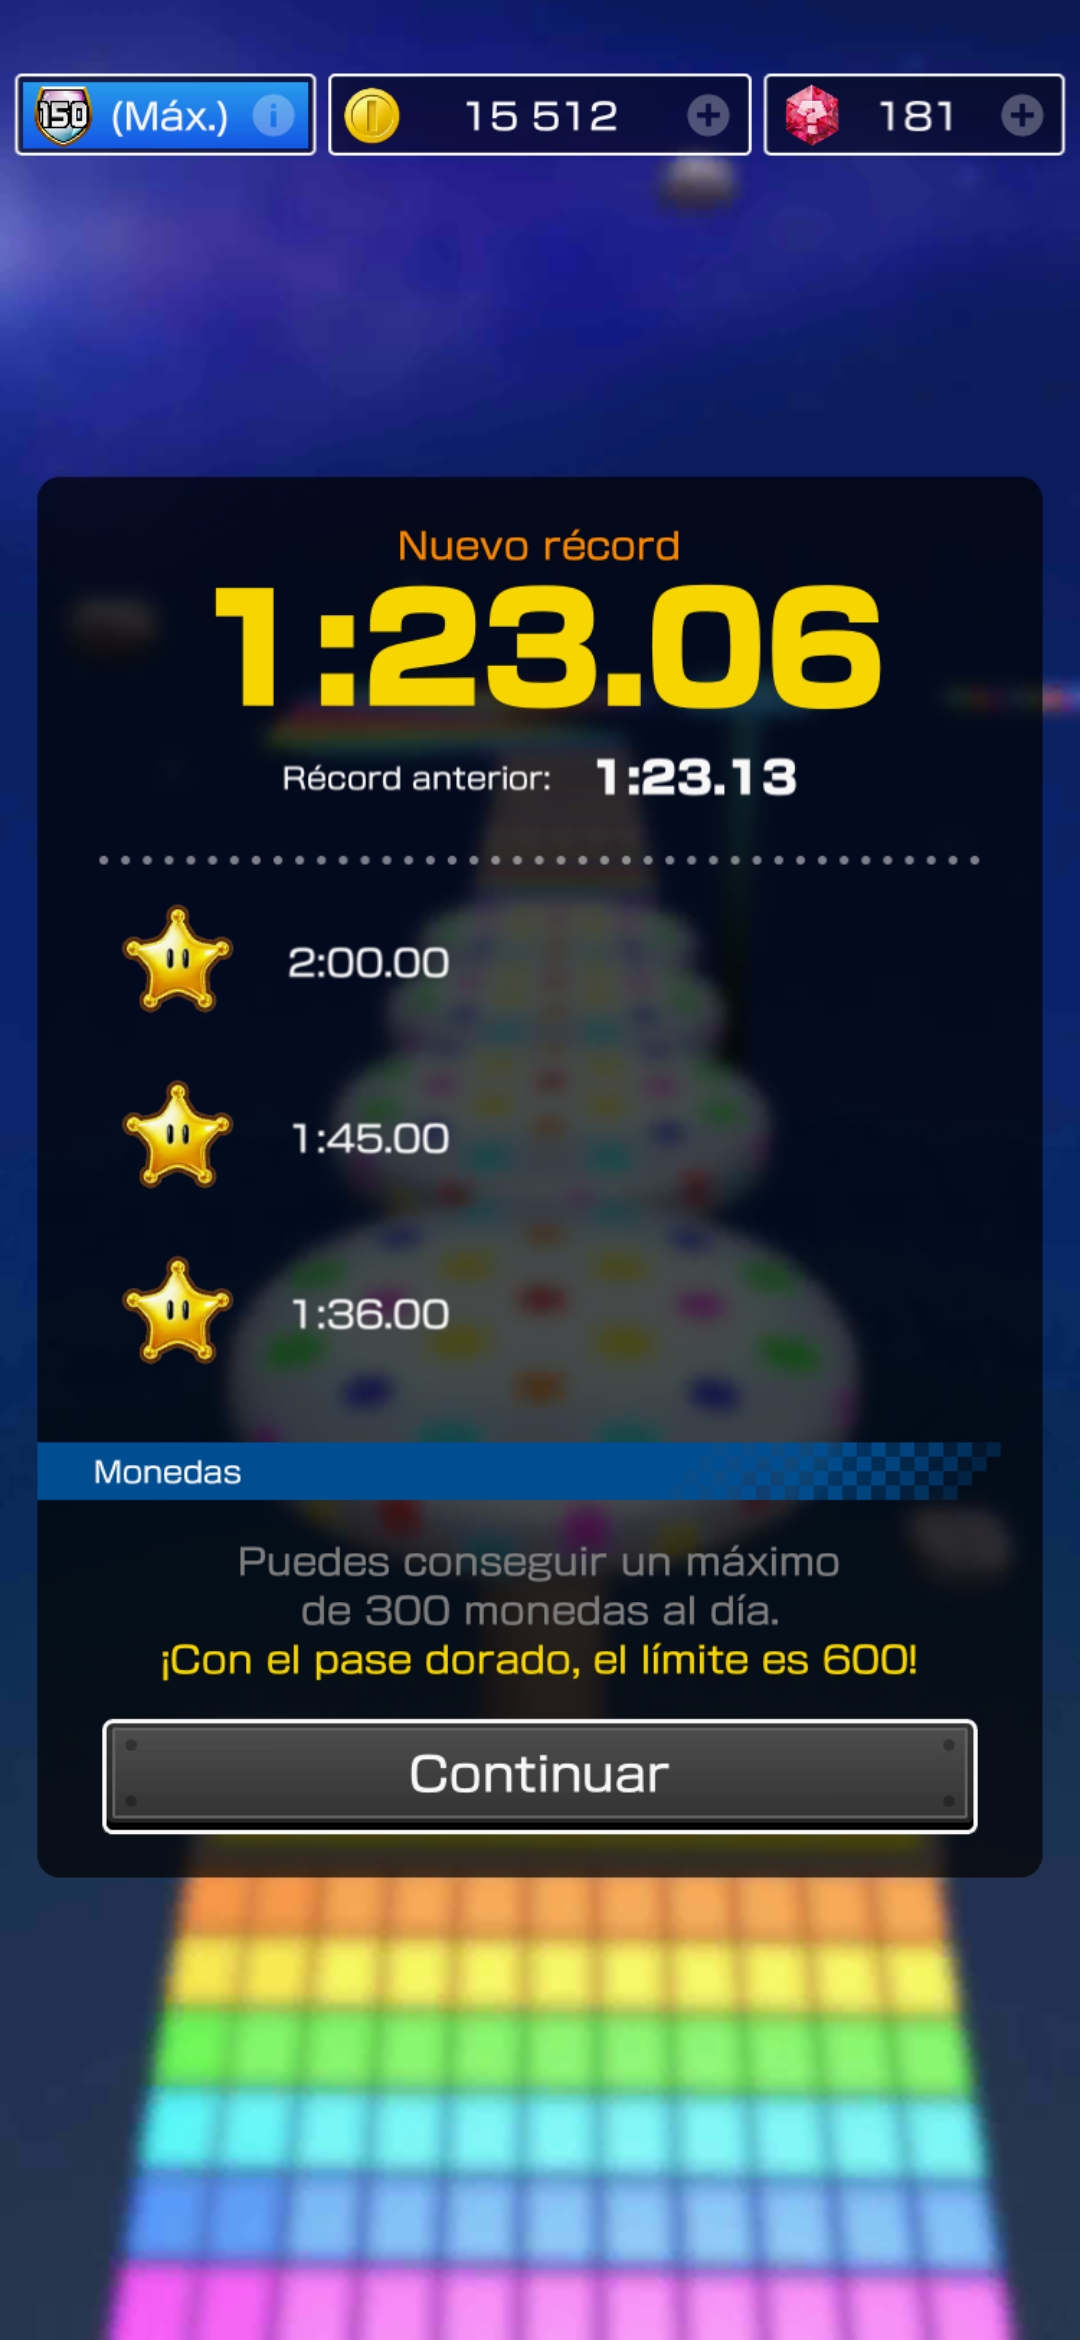 150 (Máx.) i 15 512 + 181 +
Nuevo récord
1:23.06
Récord anterior: 1:23.13
2:00.00
1:45.00
1:36.00
Monedas
Puedes conseguir un máximo
de 300 monedas al día.
¡Con el pase dorado, el límite es 600!
Continuar